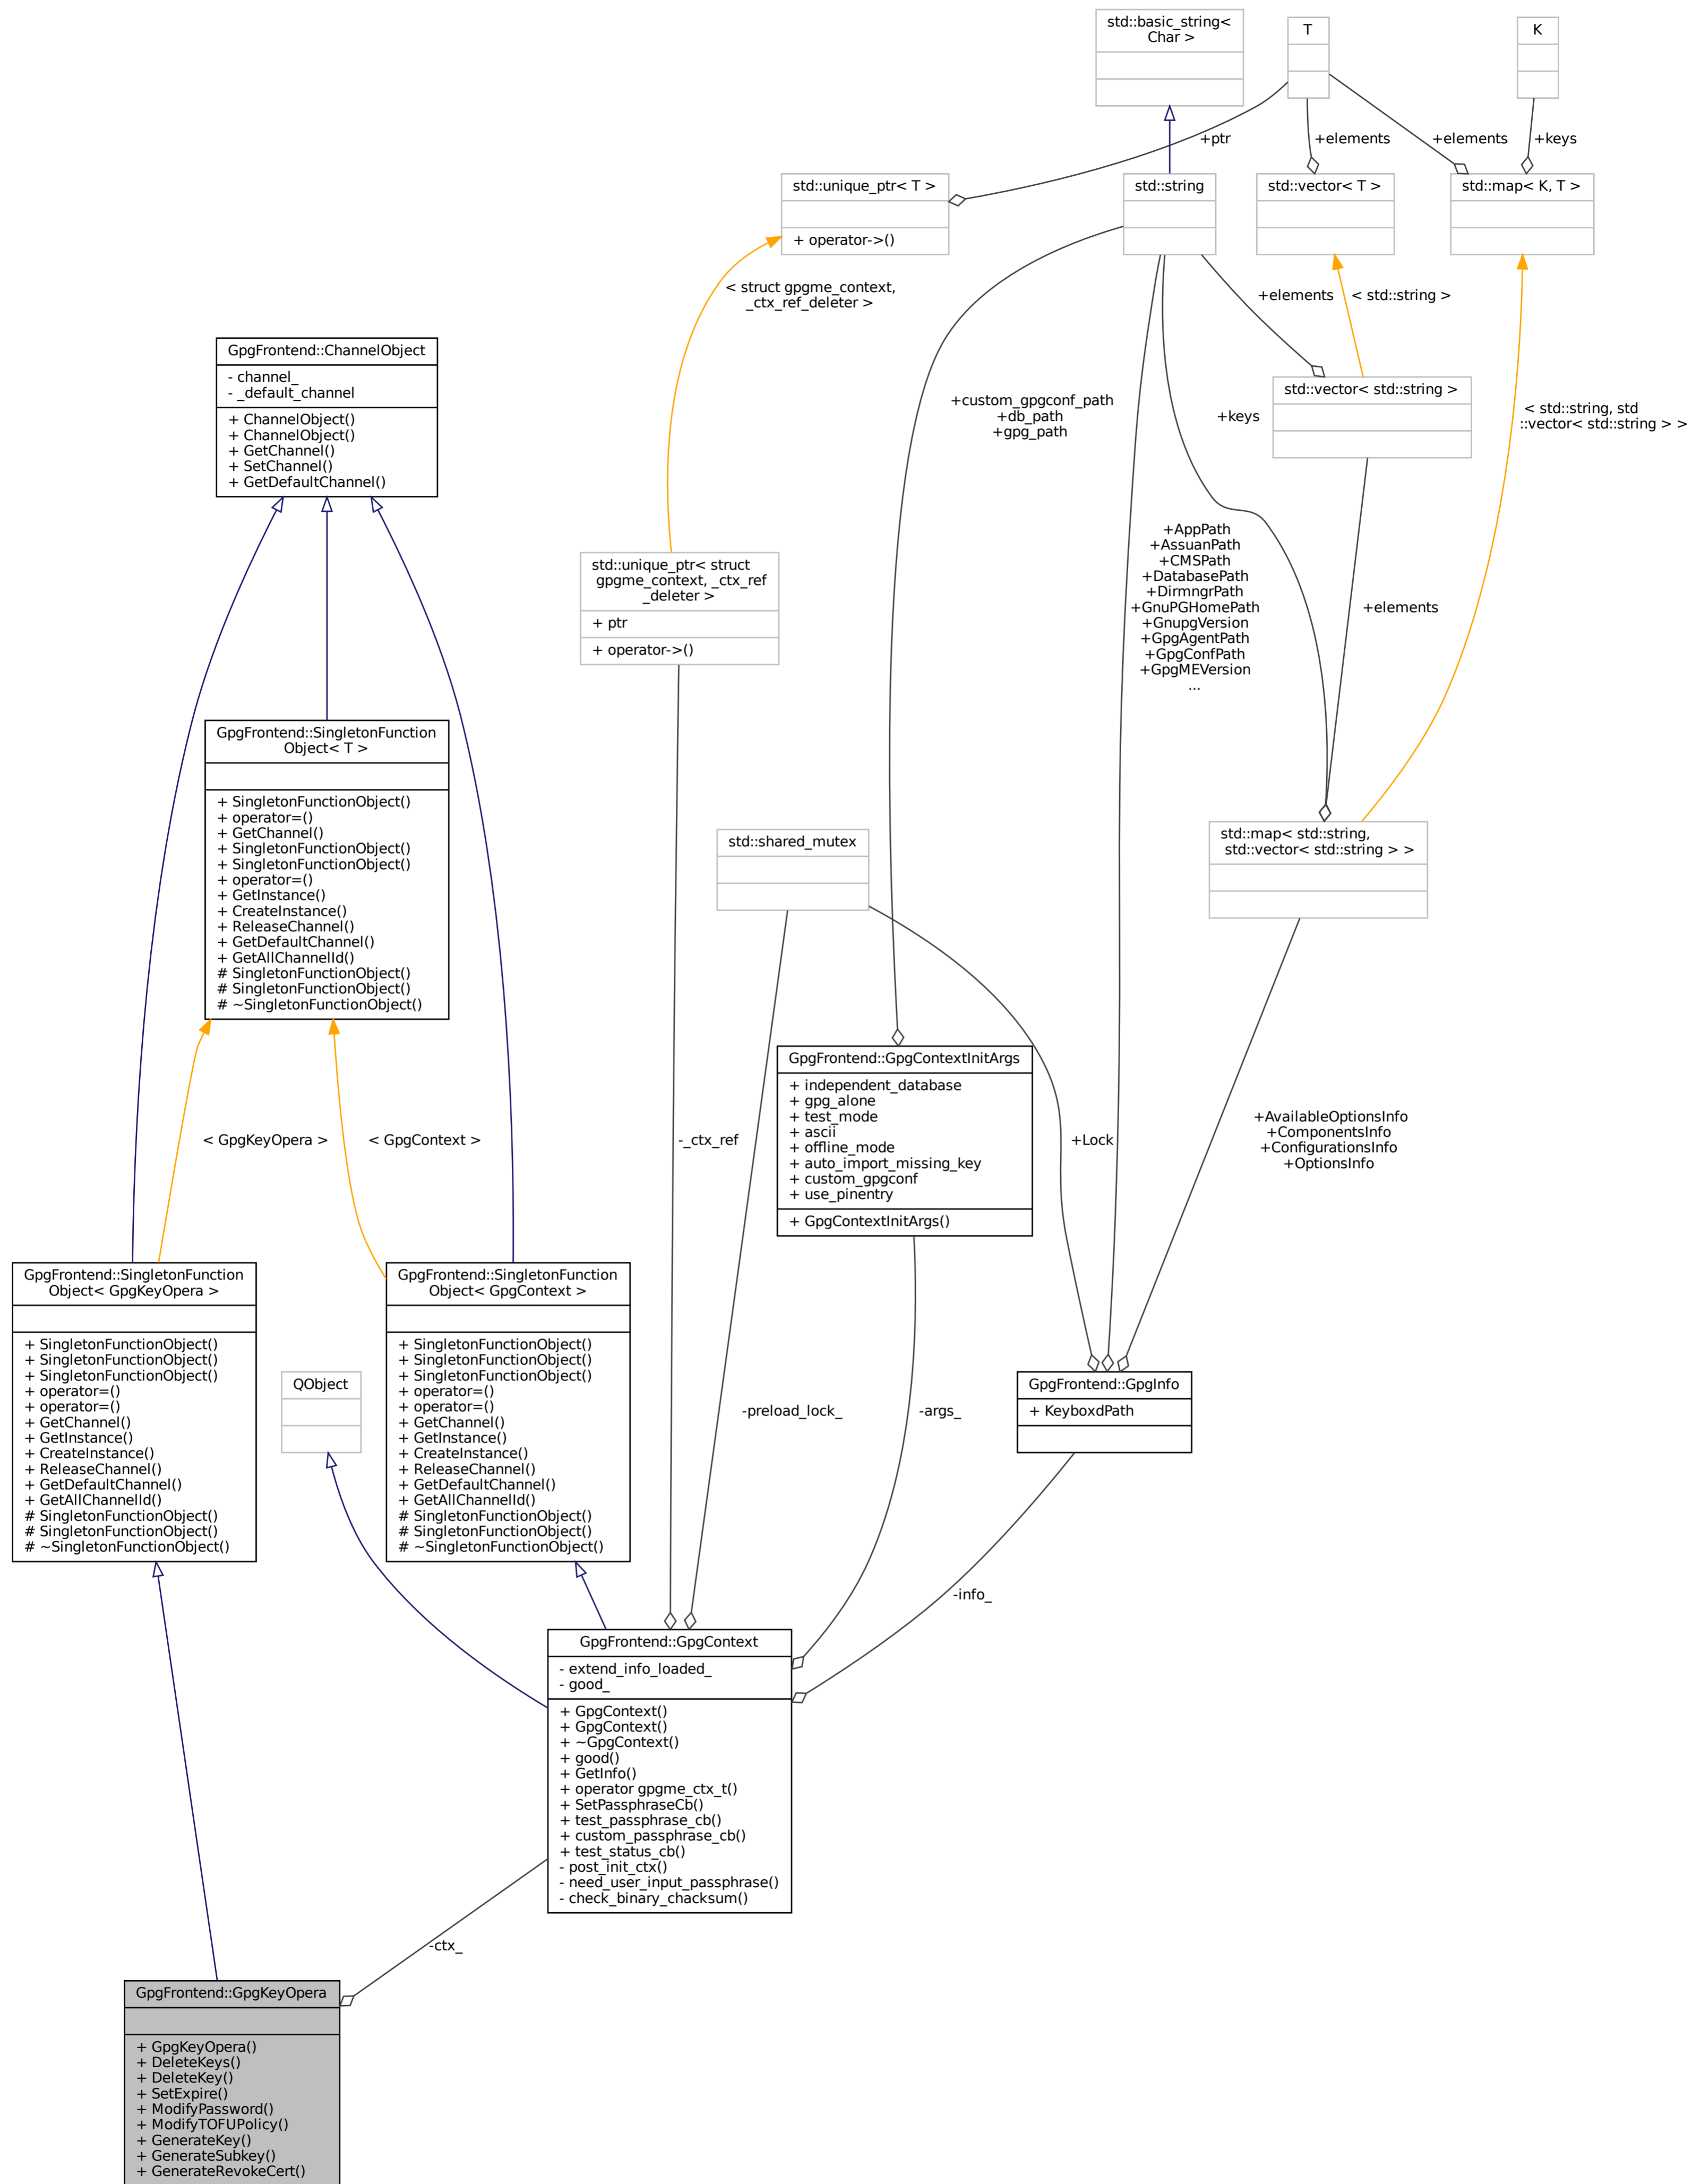 std::basic_string<
Char >
T
K
+ptr
+elements
+elements
+keys
std::unique_ptr< T >
+ operator->()
std::string
std::vector< T >
std::map< K, T >
< struct gpgme_context,
_ctx_ref_deleter >
+elements
< std::string >
GpgFrontend::ChannelObject
- channel_
- _default_channel
+ ChannelObject()
+ ChannelObject()
+ GetChannel()
+ SetChannel()
+ GetDefaultChannel()
+custom_gpgconf_path
+db_path
+gpg_path
+keys
std::vector< std::string >
< std::string, std
::vector< std::string > >
std::unique_ptr< struct
gpgme_context, _ctx_ref
_deleter >
+ ptr
+ operator->()
+AppPath
+AssuanPath
+CMSPath
+DatabasePath
+DirmngrPath
+GnuPGHomePath
+GnupgVersion
+GpgAgentPath
+GpgConfPath
+GpgMEVersion
...
+elements
GpgFrontend::SingletonFunction
Object< T >
+ SingletonFunctionObject()
+ operator=()
+ GetChannel()
+ SingletonFunctionObject()
+ SingletonFunctionObject()
+ operator=()
+ GetInstance()
+ CreateInstance()
+ ReleaseChannel()
+ GetDefaultChannel()
+ GetAllChannelId()
# SingletonFunctionObject()
# SingletonFunctionObject()
# ~SingletonFunctionObject()
std::shared_mutex
std::map< std::string,
std::vector< std::string > >
GpgFrontend::GpgContextInitArgs
+ independent_database
+ gpg_alone
+ test_mode
+ ascii
+ offline_mode
+ auto_import_missing_key
+ custom_gpgconf
+ use_pinentry
+ GpgContextInitArgs()
< GpgKeyOpera >
< GpgContext >
-_ctx_ref
+Lock
+AvailableOptionsInfo
+ComponentsInfo
+ConfigurationsInfo
+OptionsInfo
GpgFrontend::SingletonFunction
Object< GpgKeyOpera >
+ SingletonFunctionObject()
+ SingletonFunctionObject()
+ SingletonFunctionObject()
+ operator=()
+ operator=()
+ GetChannel()
+ GetInstance()
+ CreateInstance()
+ ReleaseChannel()
+ GetDefaultChannel()
+ GetAllChannelId()
# SingletonFunctionObject()
# SingletonFunctionObject()
# ~SingletonFunctionObject()
QObject
GpgFrontend::SingletonFunction
Object< GpgContext >
+ SingletonFunctionObject()
+ SingletonFunctionObject()
+ SingletonFunctionObject()
+ operator=()
+ operator=()
+ GetChannel()
+ GetInstance()
+ CreateInstance()
+ ReleaseChannel()
+ GetDefaultChannel()
+ GetAllChannelId()
# SingletonFunctionObject()
# SingletonFunctionObject()
# ~SingletonFunctionObject()
-preload_lock_
-args_
GpgFrontend::GpgInfo
+ KeyboxdPath
-info_
GpgFrontend::GpgContext
- extend_info_loaded_
- good_
+ GpgContext()
+ GpgContext()
+ ~GpgContext()
+ good()
+ GetInfo()
+ operator gpgme_ctx_t()
+ SetPassphraseCb()
+ test_passphrase_cb()
+ custom_passphrase_cb()
+ test_status_cb()
- post_init_ctx()
- need_user_input_passphrase()
- check_binary_chacksum()
-ctx_
GpgFrontend::GpgKeyOpera
+ GpgKeyOpera()
+ DeleteKeys()
+ DeleteKey()
+ SetExpire()
+ ModifyPassword()
+ ModifyTOFUPolicy()
+ GenerateKey()
+ GenerateSubkey()
+ GenerateRevokeCert()